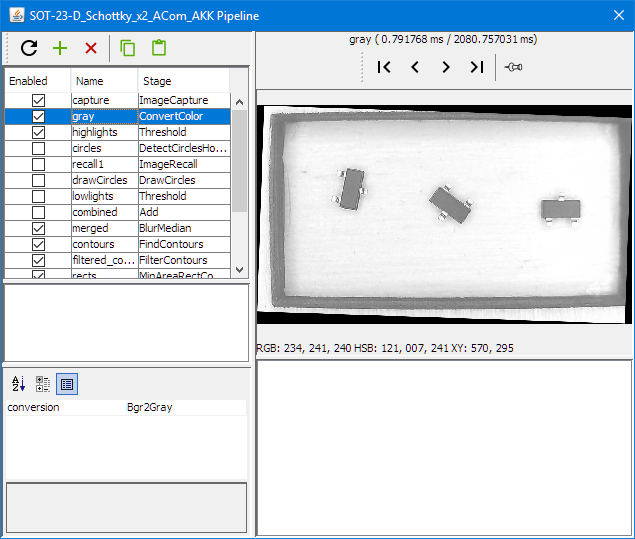 SOT-23-D_Schottky_x2_ACom_AKK Pipeline
gray ( 0.791768 ms / 2080.757031 ms)
Enabled Name Stage
capture ImageCapture
gray ConvertColor
highlights Threshold
circles DetectCirclesHo...
recall1 ImageRecall
drawCircles DrawCircles
lowlights Threshold
combined Add
merged BlurMedian
contours FindContours
filtered_co... FilterContours
rects MinAreaRectCo...
RGB: 234, 241, 240 HSB: 121, 007, 241 XY: 570, 295
A
Z
conversion Bgr2Gray